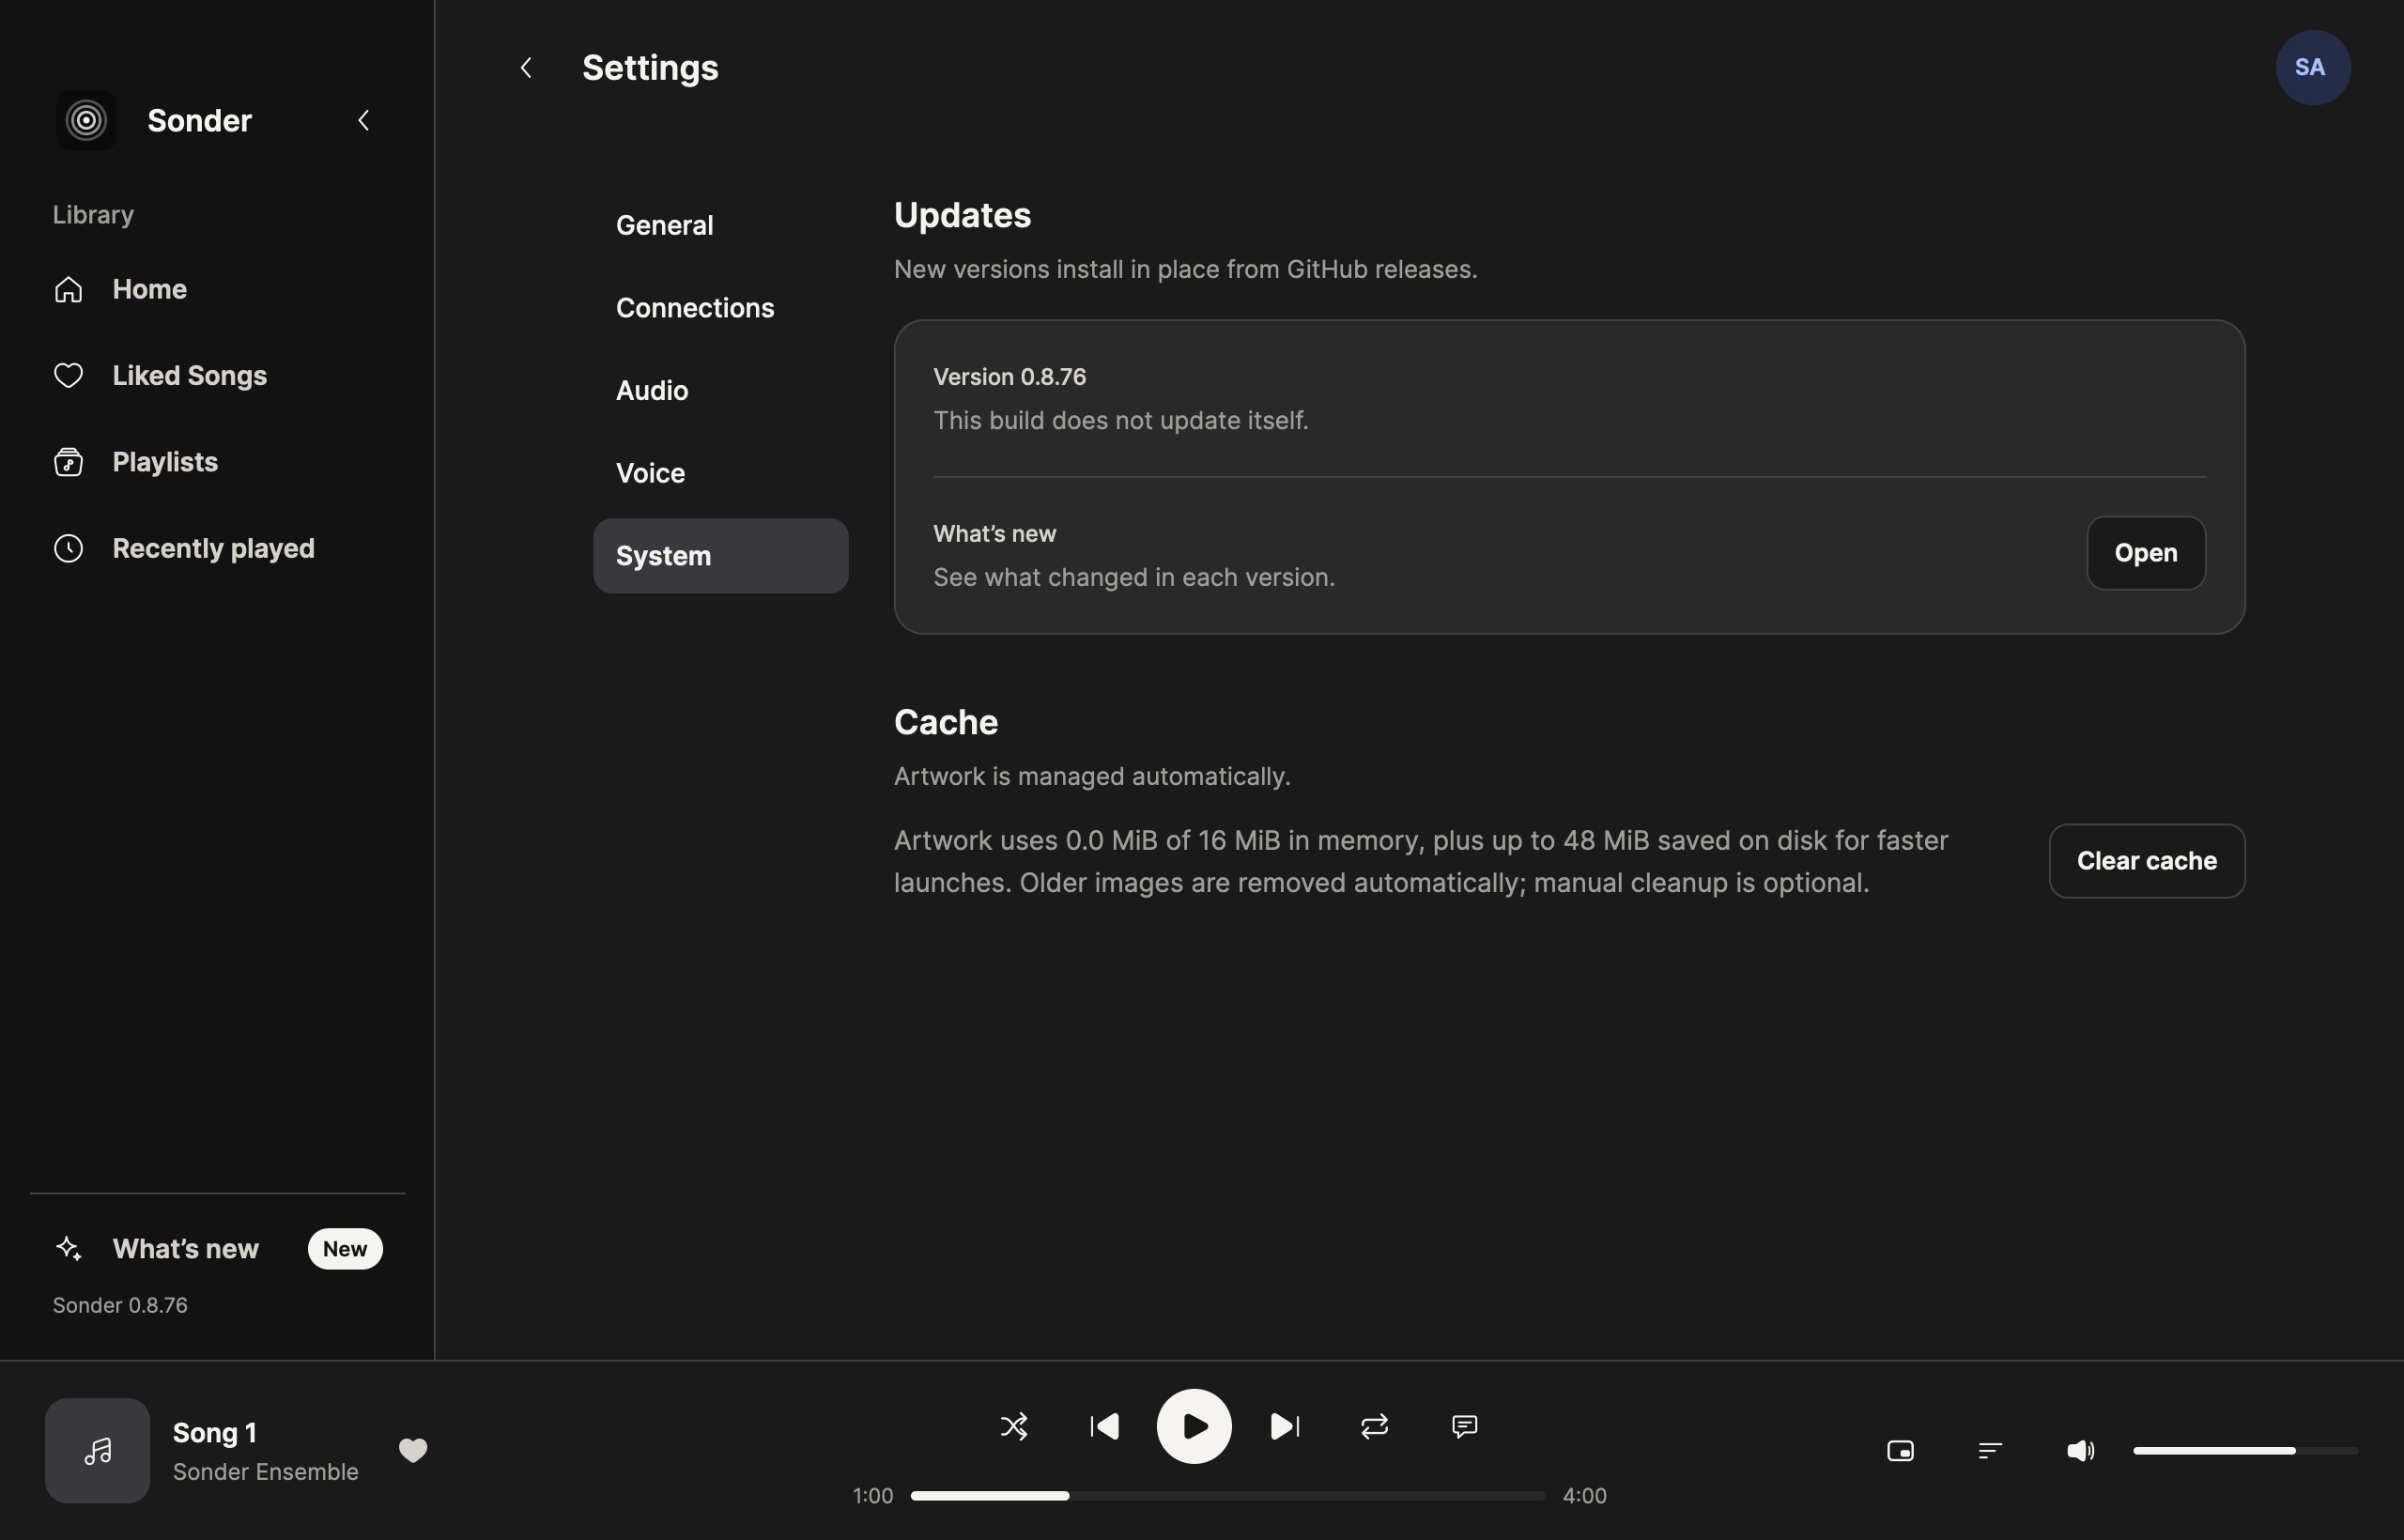 Sonder
Library
Home
Liked Songs
Playlists
Recently played
What’s new
New
Sonder 0.8.76
Settings
SA
General
Connections
Audio
Voice
System
Updates
New versions install in place from GitHub releases.
Version 0.8.76
This build does not update itself.
What’s new
See what changed in each version.
Open
Cache
Artwork is managed automatically.
Artwork uses 0.0 MiB of 16 MiB in memory, plus up to 48 MiB saved on disk for faster
launches. Older images are removed automatically; manual cleanup is optional.
Clear cache
Song 1
Sonder Ensemble
1:00
4:00